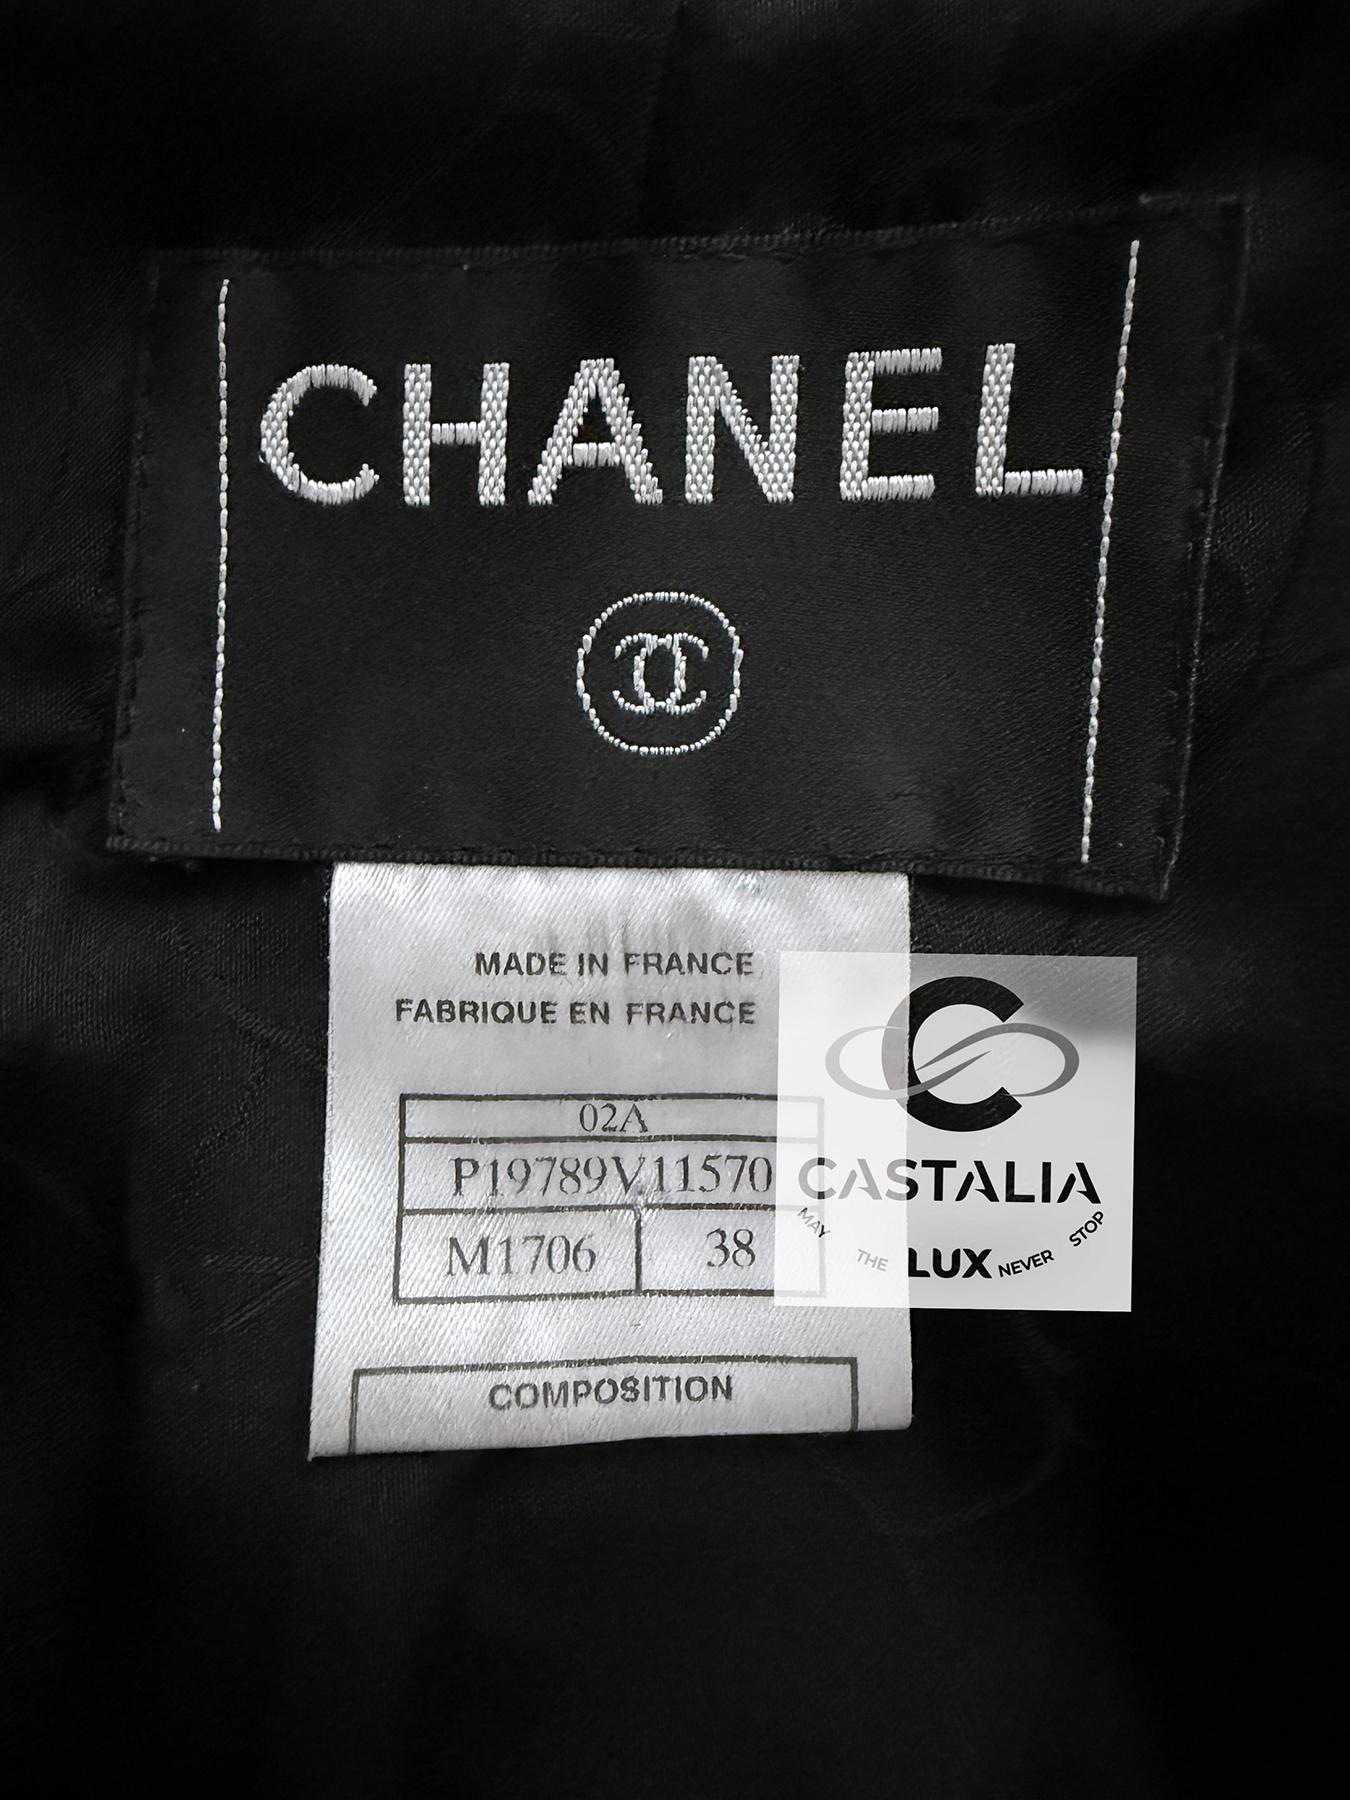 CHANEL
MADE IN FRANCE
FABRIQUE EN FRANCE
02A
P19789V11570
M1706 38
COMPOSITION
C
CASTALIA
MAY THE LUX NEVER STOP